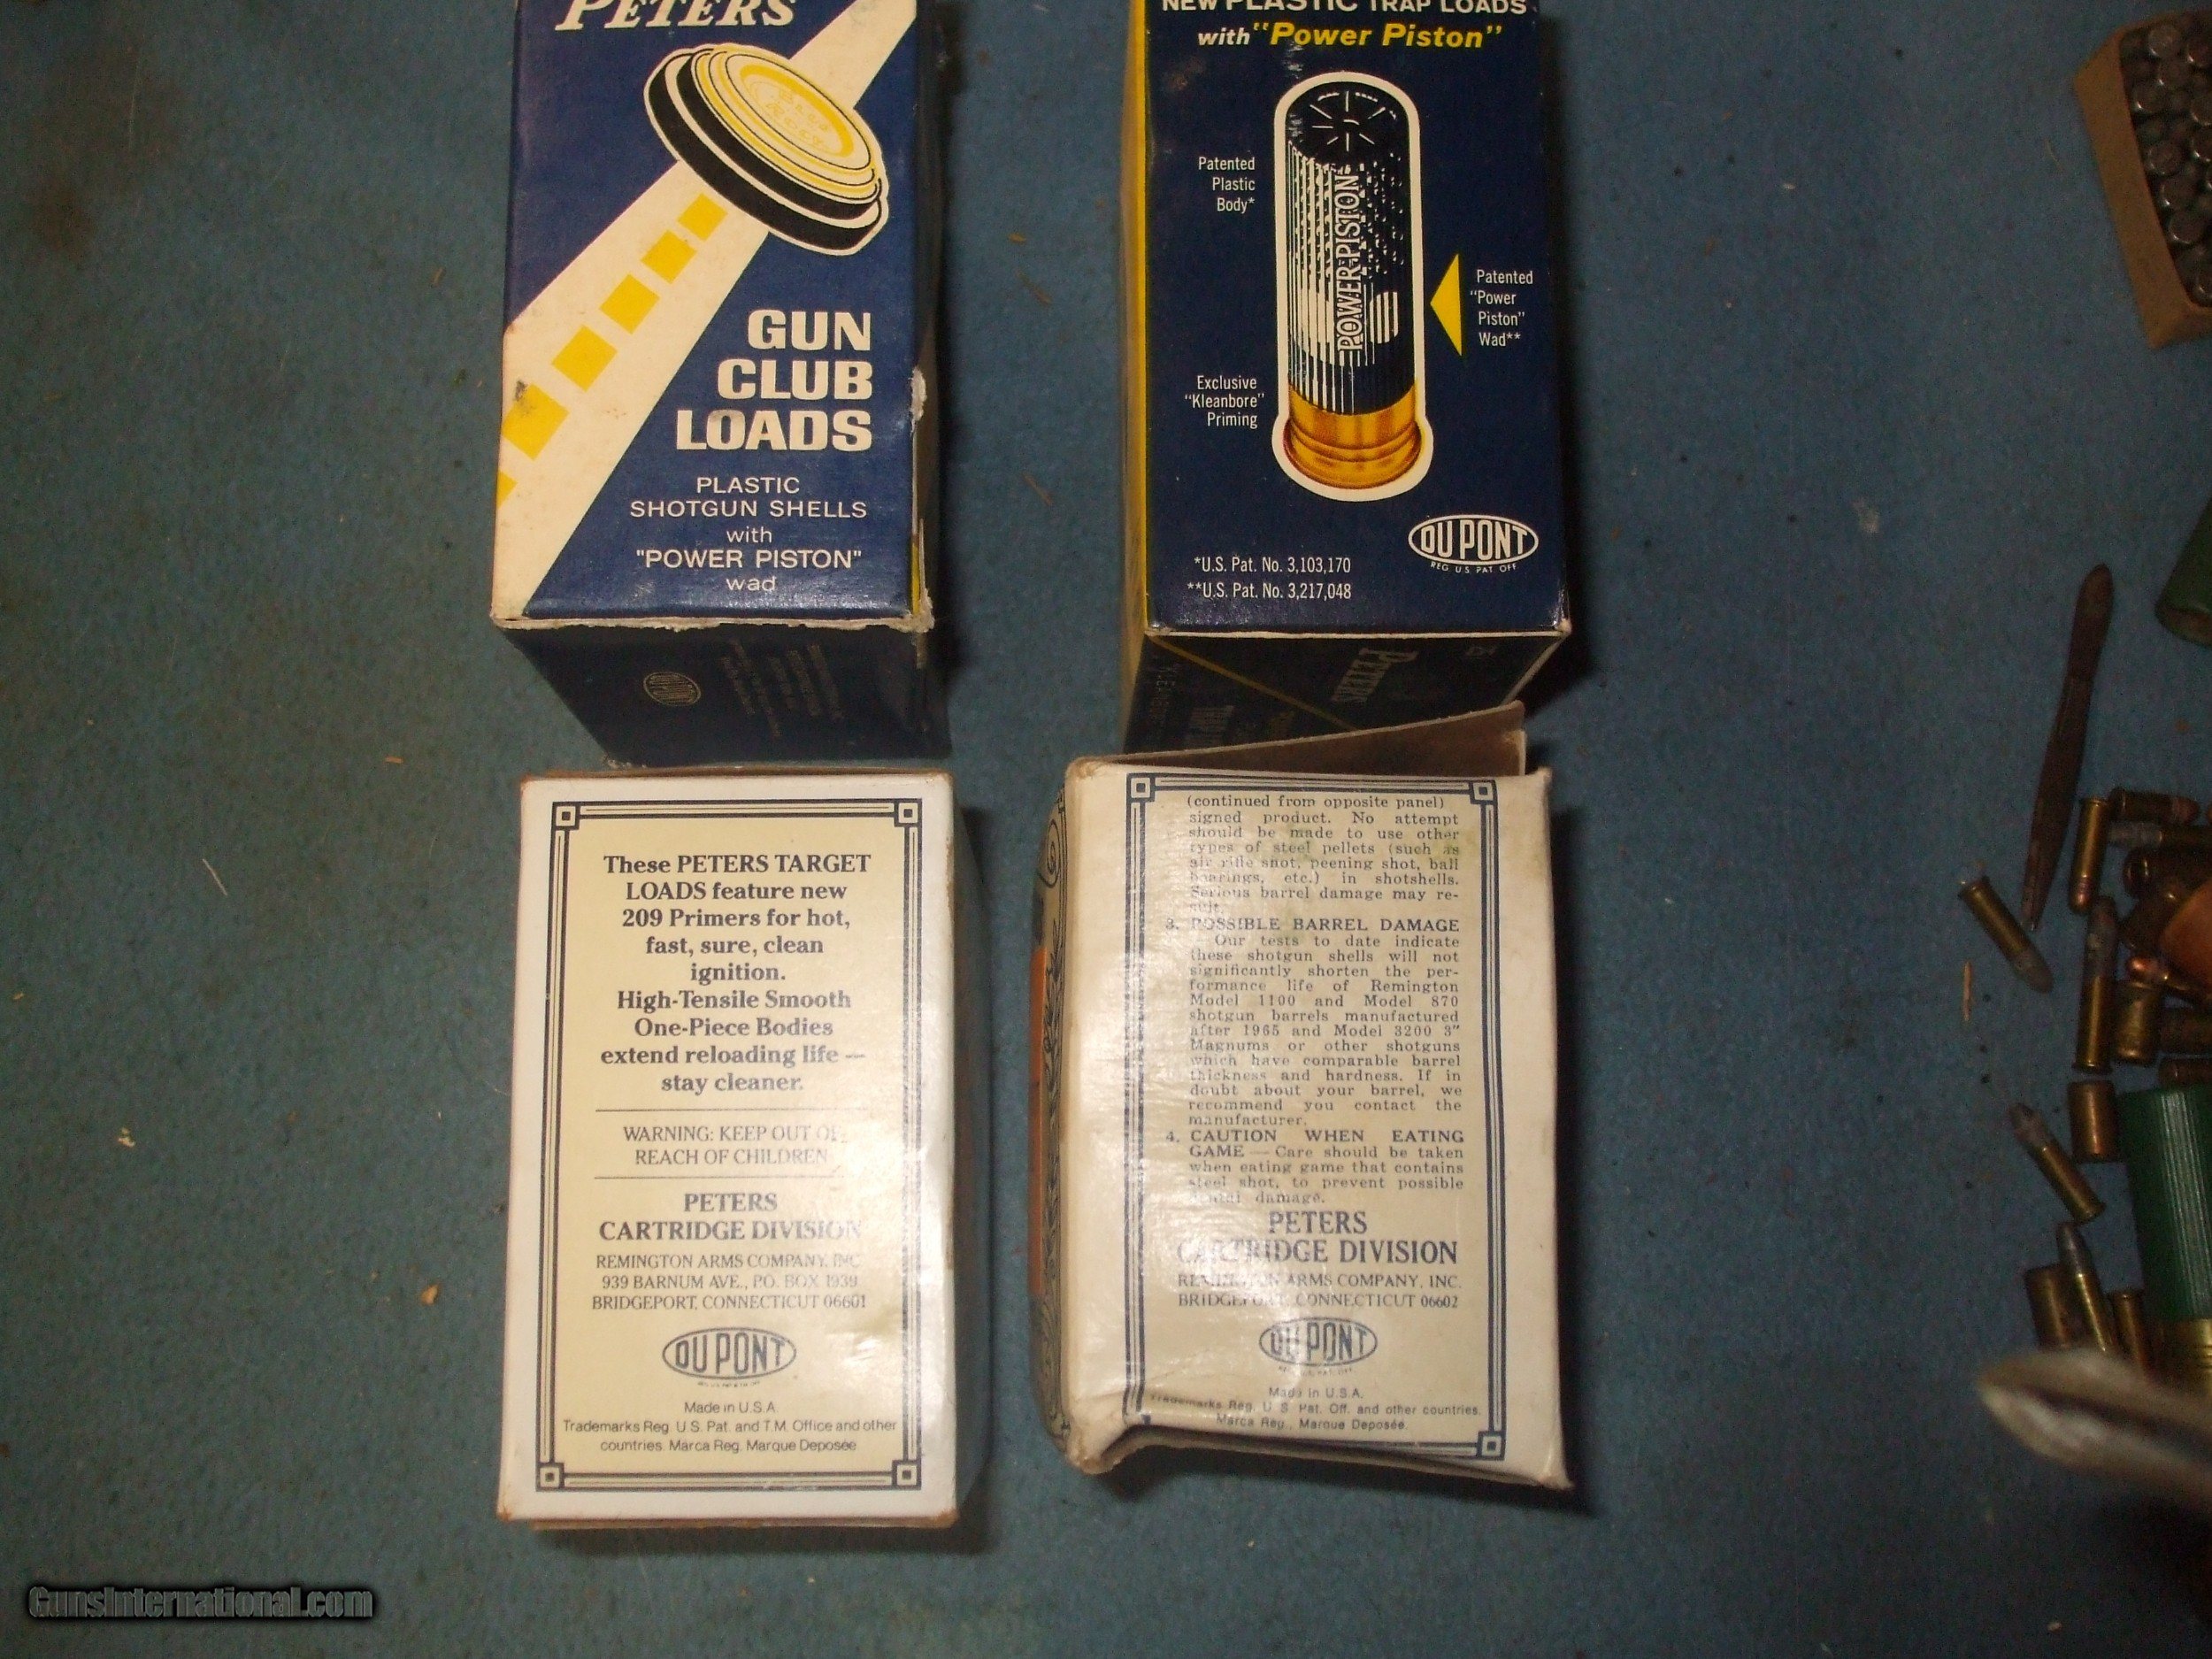 PETERS
GUN
CLUB
LOADS
PLASTIC
SHOTGUN SHELLS
with
"POWER PISTON"
wad
DU PONT
NEW PLASTIC TRAP LOADS
with "Power Piston"
Patented
Plastic
Body*
POWER-PISTON
Patented
"Power
Piston"
Wad**
Exclusive
"Kleanbore"
Priming
DU PONT
REG. U.S. PAT. OFF.
*U.S. Pat. No. 3,103,170
**U.S. Pat. No. 3,217,048
PETERS
These PETERS TARGET
LOADS feature new
209 Primers for hot,
fast, sure, clean
ignition.
High-Tensile Smooth
One-Piece Bodies
extend reloading life —
stay cleaner.
WARNING: KEEP OUT OF
REACH OF CHILDREN
PETERS
CARTRIDGE DIVISION
REMINGTON ARMS COMPANY, INC.
939 BARNUM AVE., P.O. BOX 1939
BRIDGEPORT, CONNECTICUT 06601
DU PONT
Made in U.S.A.
Trademarks Reg. U.S. Pat. and T.M. Office and other
countries. Marca Reg. Marque Deposée
(continued from opposite panel)
signed product. No attempt
should be made to use other
types of steel pellets (such as
air rifle shot, peening shot, ball
bearings, etc.) in shotshells.
Serious barrel damage may re-
sult.
3. POSSIBLE BARREL DAMAGE
— Our tests to date indicate
these shotgun shells will not
significantly shorten the per-
formance life of Remington
Model 1100 and Model 870
shotgun barrels manufactured
after 1965 and Model 3200 3"
Magnums or other shotguns
which have comparable barrel
thickness and hardness. If in
doubt about your barrel, we
recommend you contact the
manufacturer.
4. CAUTION WHEN EATING
GAME — Care should be taken
when eating game that contains
steel shot, to prevent possible
dental damage.
PETERS
CARTRIDGE DIVISION
REMINGTON ARMS COMPANY, INC.
BRIDGEPORT, CONNECTICUT 06602
DU PONT
Made in U.S.A.
Trademarks Reg. U.S. Pat. Off. and other countries.
Marca Reg., Marque Deposée.
GunsInternational.com